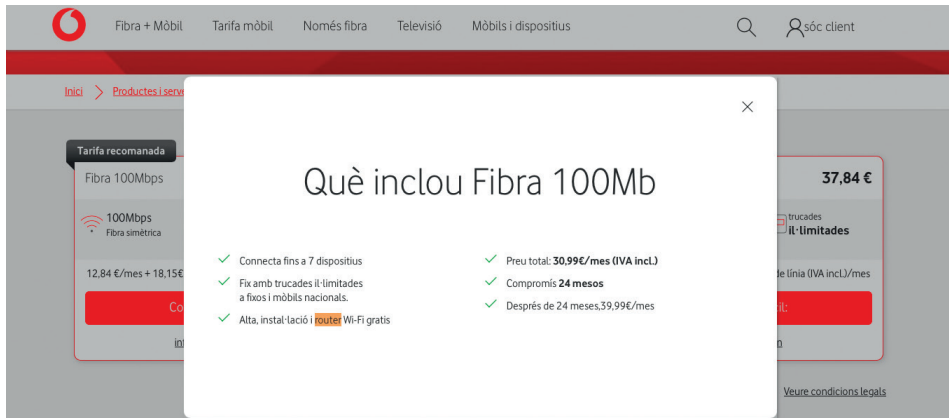 Fibra + Mòbil Tarifa mòbil Només fibra Televisió Mòbils i dispositius sóc client
Inici Productes i serve
Tarifa recomanada
Fibra 100Mbps
100Mbps
Fibra simètrica
12,84 €/mes + 18,15€
Co
Què inclou Fibra 100Mb
Connecta fins a 7 dispositius
Fix amb trucades il·limitades
a fixos i mòbils nacionals.
Alta, instal·lació i router Wi-Fi gratis
Preu total: 30,99€/mes (IVA incl.)
Compromís 24 mesos
Després de 24 meses,39,99€/mes
37,84 €
trucades
il·limitades
de línia (IVA incl.)/mes
il:
Veure condicions legals